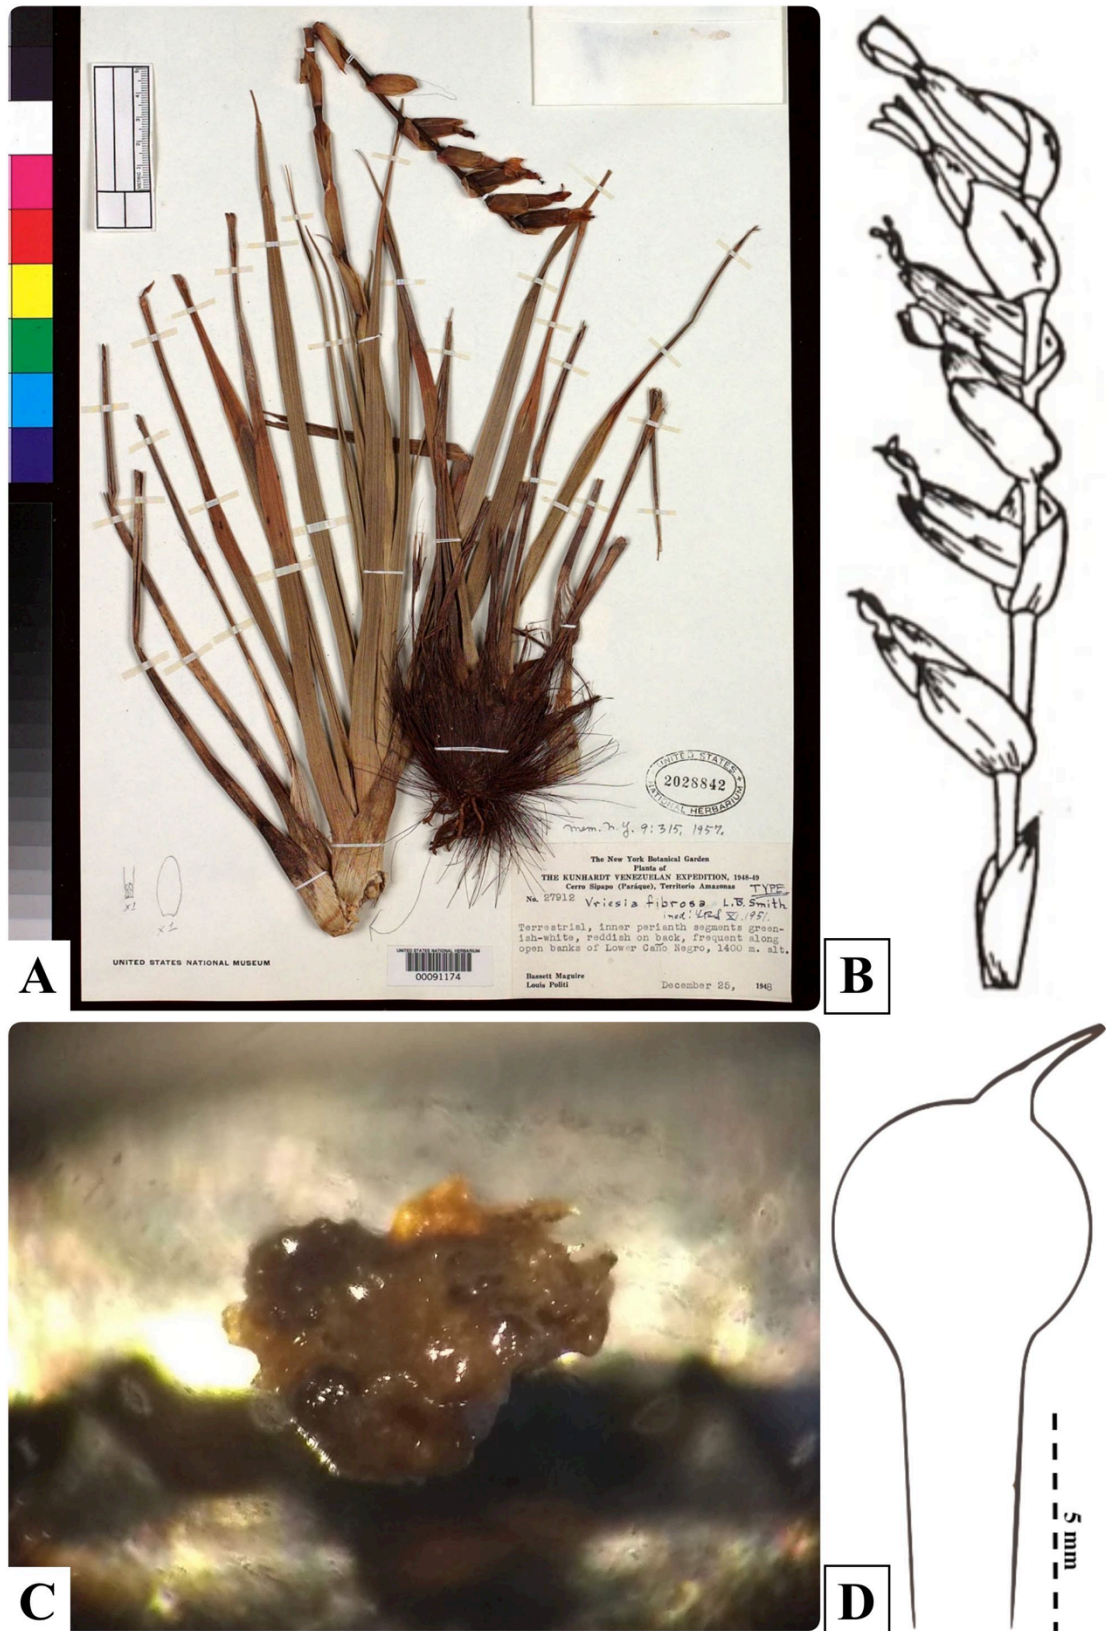 UNITED STATES
2028842
NATIONAL HERBARIUM
mem. n.y. 9: 315, 1957.
The New York Botanical Garden
Plants of
THE KUNHARDT VENEZUELAN EXPEDITION, 1948-49
Cerro Sipapo (Paráque), Territorio Amazonas
TYPE
No. 27912 Vriesia fibrosa L.B. Smith
ined! XI. 1951.
Terrestrial, inner perianth segments green-
ish-white, reddish on back, frequent along
open banks of Lower Caño Negro, 1400 m. alt.
Bassett Maguire
Louis Politi
December 25, 1948
x1
x1
UNITED STATES NATIONAL MUSEUM
UNITED STATES NATIONAL HERBARIUM
00091174
A
B
C
D
5 mm